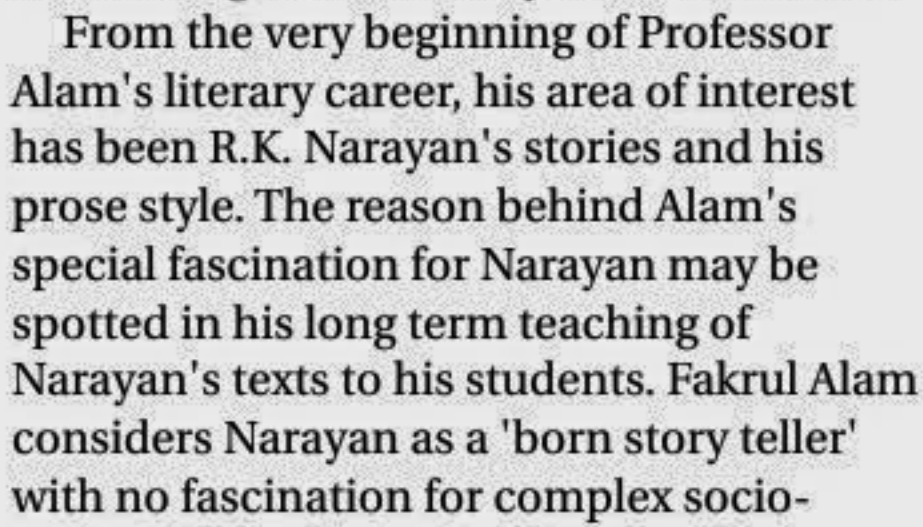 From the very beginning of Professor
Alam's literary career, his area of interest
has been R.K. Narayan's stories and his
prose style. The reason behind Alam's
special fascination for Narayan may be
spotted in his long term teaching of
Narayan's texts to his students. Fakrul Alam
considers Narayan as a 'born story teller'
with no fascination for complex socio-